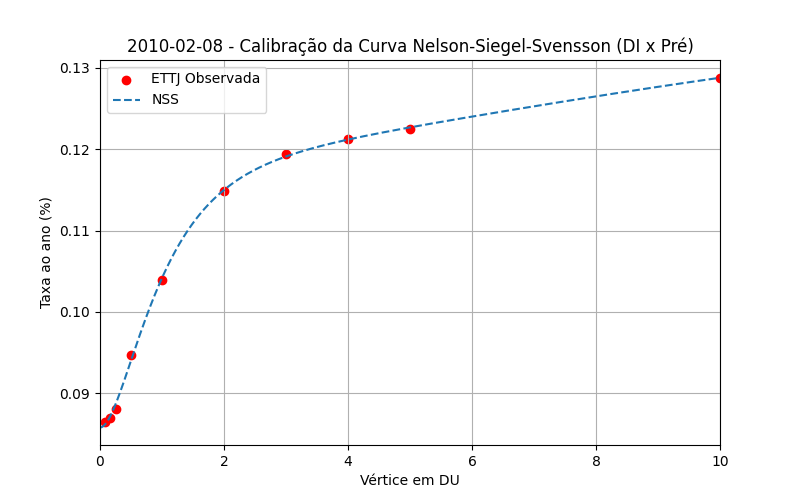 2010-02-08 - Calibração da Curva Nelson-Siegel-Svensson (DI x Pré)
ETTJ Observada
NSS
Taxa ao ano (%)
0.13
0.12
0.11
0.10
0.09
0 2 4 6 8 10
Vértice em DU